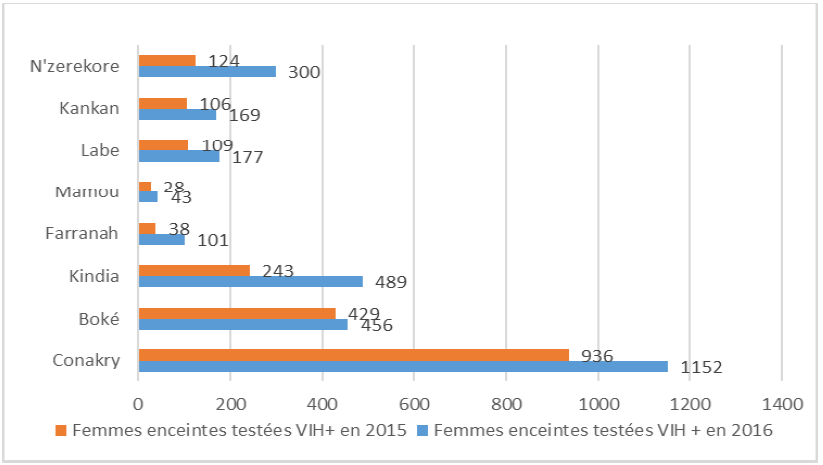 N'zerekore
124
300
Kankan
106
169
Labe
109
177
Mamou
28
43
Farranah
38
101
Kindia
243
489
Boké
429
456
Conakry
936
1152
0 200 400 600 800 1000 1200 1400
Femmes enceintes testées VIH+ en 2015 Femmes enceintes testées VIH + en 2016